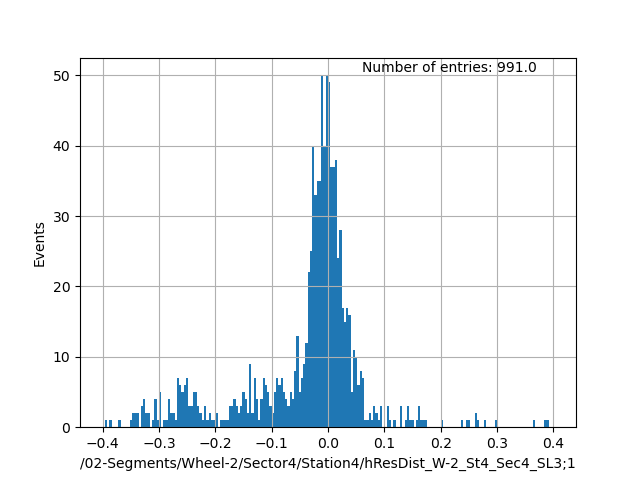 Number of entries: 991.0
50
40
30
20
10
0
Events
−0.4 −0.3 −0.2 −0.1 0.0 0.1 0.2 0.3 0.4
/02-Segments/Wheel-2/Sector4/Station4/hResDist_W-2_St4_Sec4_SL3;1